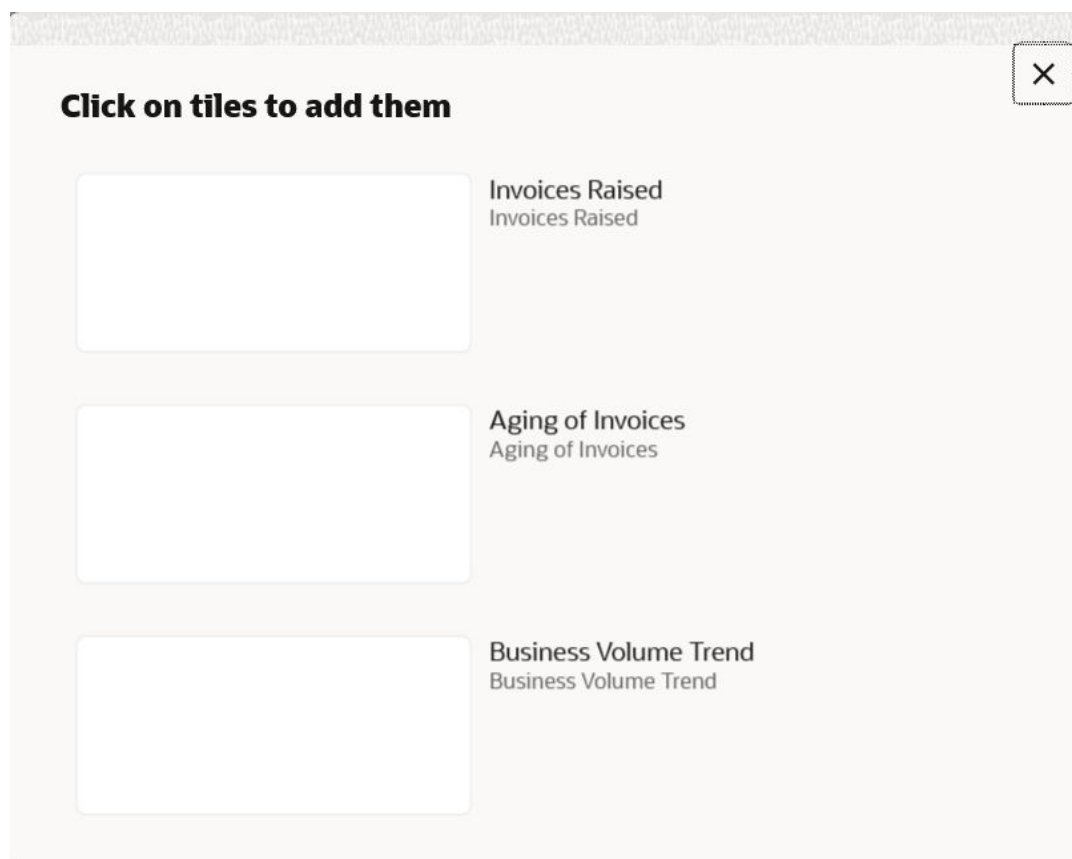 Click on tiles to add them
Invoices Raised
Invoices Raised
Aging of Invoices
Aging of Invoices
Business Volume Trend
Business Volume Trend